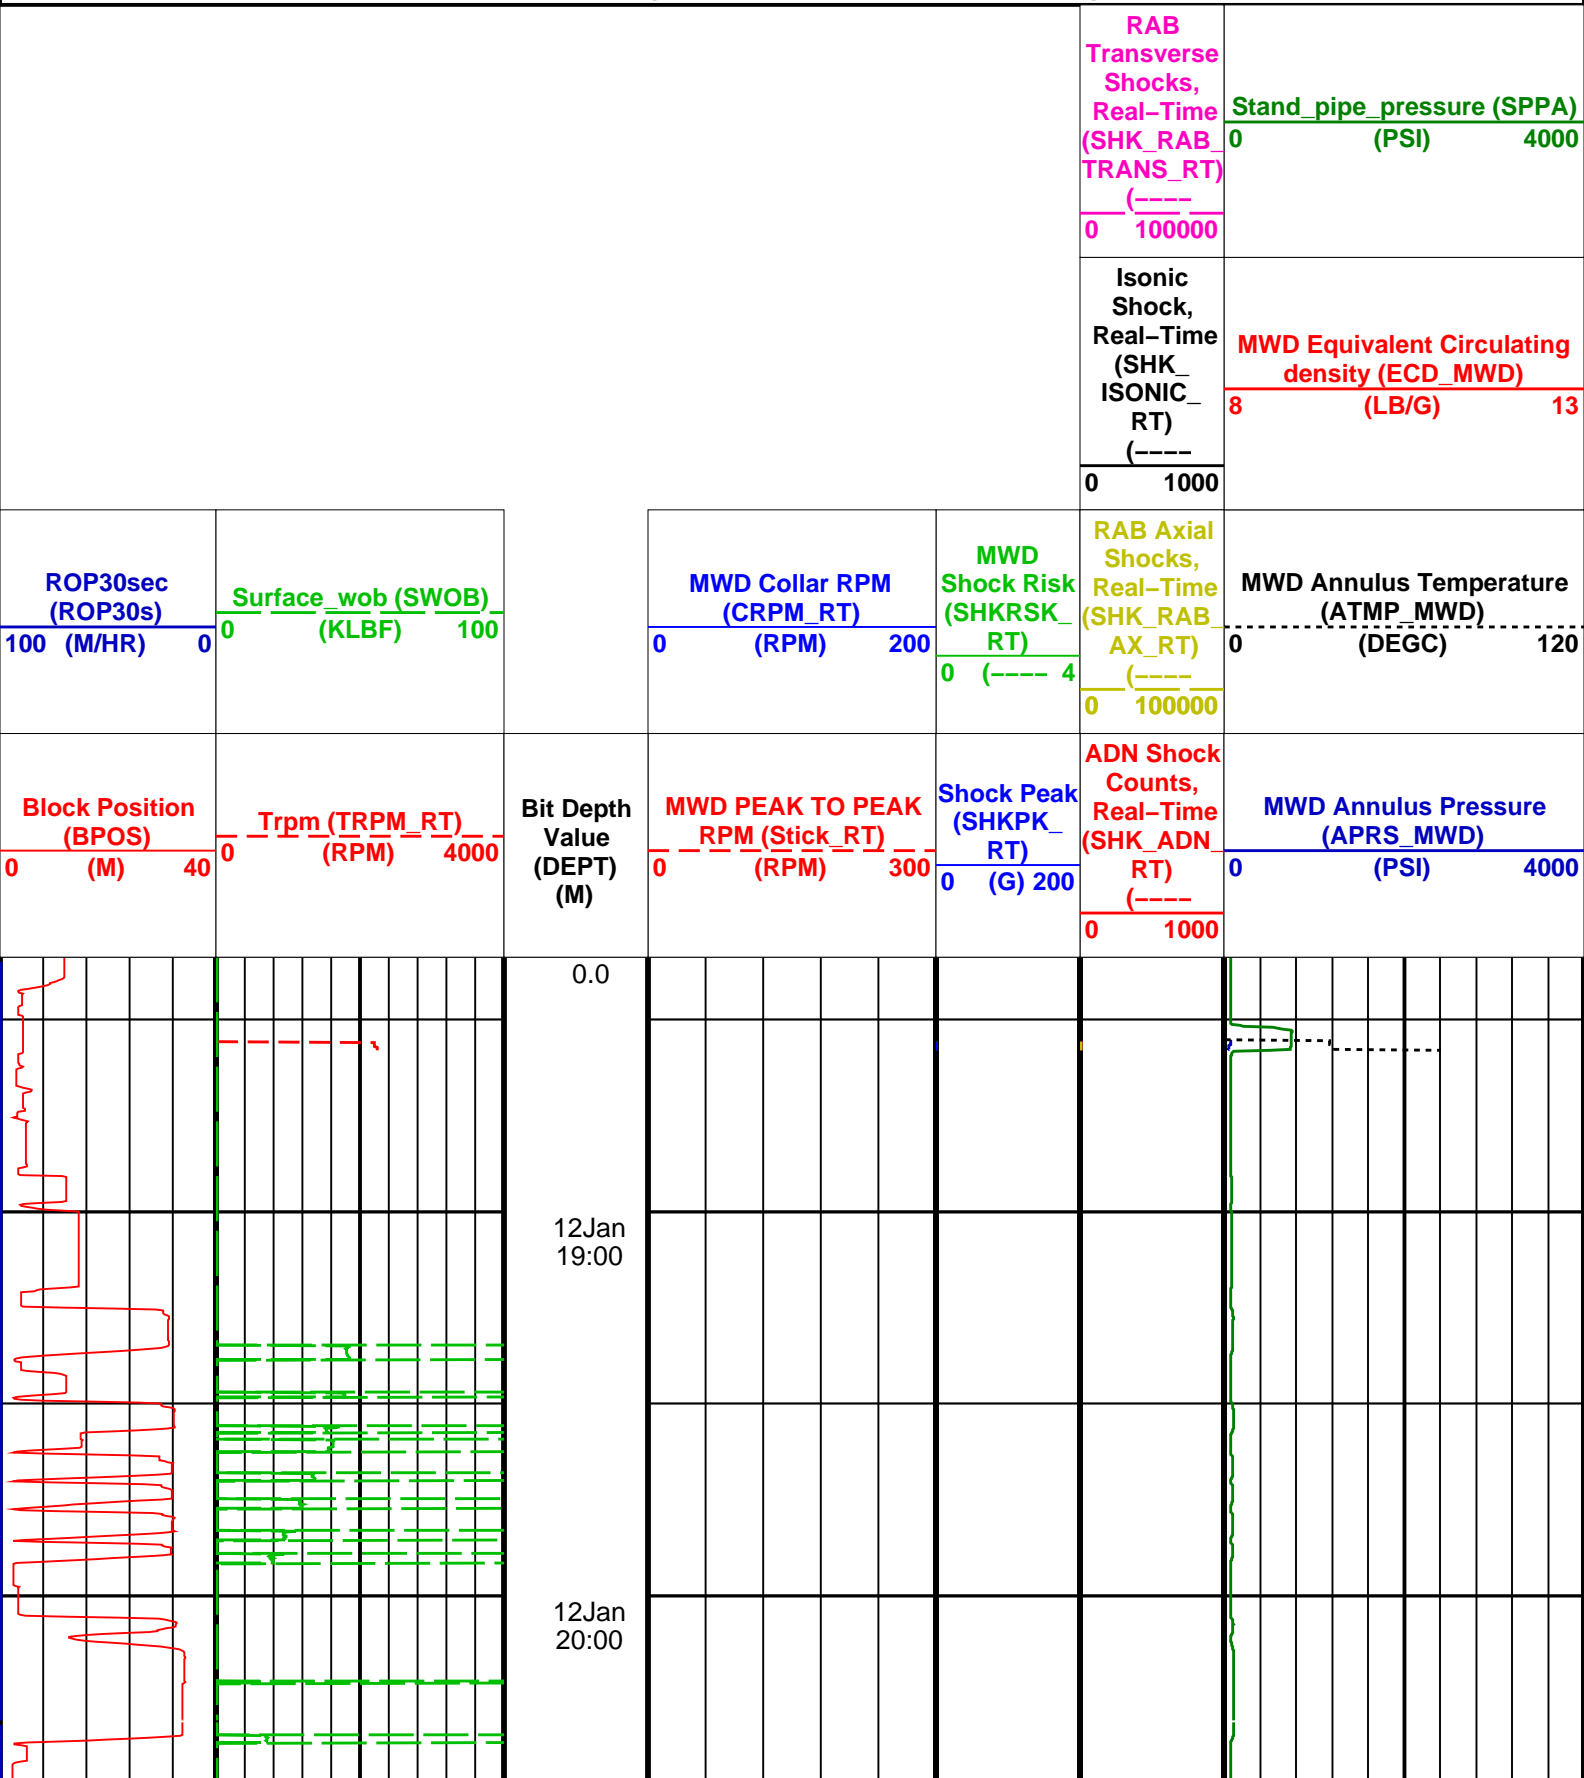 RAB
Transverse
Shocks,
Real–Time
(SHK_RAB_
TRANS_RT)
(––––
0 100000
Stand_pipe_pressure (SPPA)
0 (PSI) 4000
Isonic
Shock,
Real–Time
(SHK_
ISONIC_
RT)
(––––
0 1000
MWD Equivalent Circulating
density (ECD_MWD)
8 (LB/G) 13
ROP30sec
(ROP30s)
100 (M/HR) 0
Surface_wob (SWOB)
0 (KLBF) 100
MWD Collar RPM
(CRPM_RT)
0 (RPM) 200
MWD
Shock Risk
(SHKRSK_
RT)
0 (–––– 4
RAB Axial
Shocks,
Real–Time
(SHK_RAB_
AX_RT)
(––––
0 100000
MWD Annulus Temperature
(ATMP_MWD)
0 (DEGC) 120
Block Position
(BPOS)
0 (M) 40
Trpm (TRPM_RT)
0 (RPM) 4000
Bit Depth
Value
(DEPT)
(M)
MWD PEAK TO PEAK
RPM (Stick_RT)
0 (RPM) 300
Shock Peak
(SHKPK_
RT)
0 (G) 200
ADN Shock
Counts,
Real–Time
(SHK_ADN_
RT)
(––––
0 1000
MWD Annulus Pressure
(APRS_MWD)
0 (PSI) 4000
0.0
12Jan
19:00
12Jan
20:00